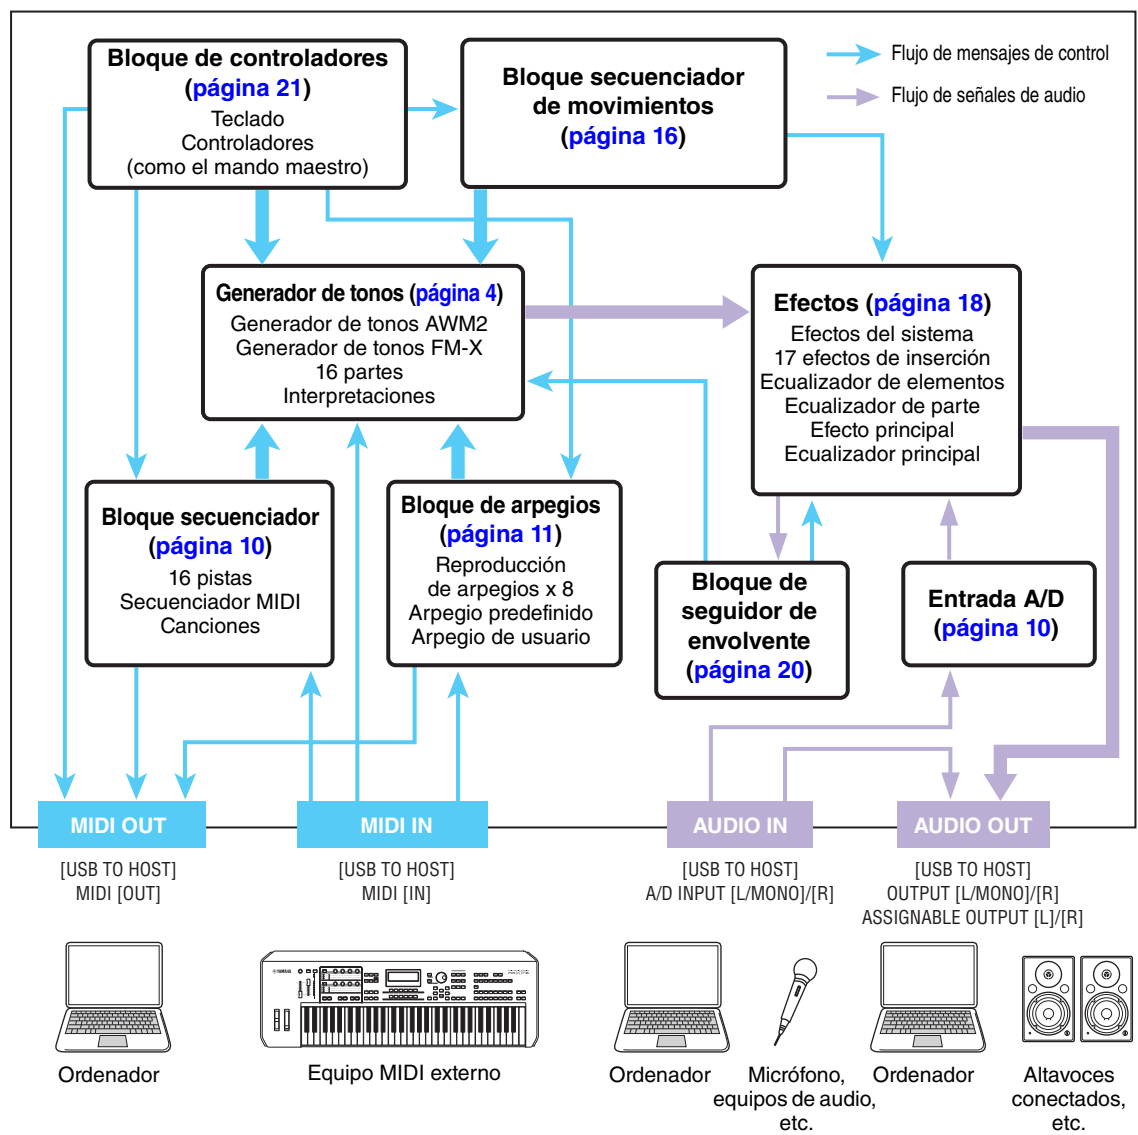 Bloque de controladores
(página 21)
Teclado
Controladores
(como el mando maestro)
Bloque secuenciador
de movimientos
(página 16)
Flujo de mensajes de control
Flujo de señales de audio
Generador de tonos (página 4)
Generador de tonos AWM2
Generador de tonos FM-X
16 partes
Interpretaciones
Efectos (página 18)
Efectos del sistema
17 efectos de inserción
Ecualizador de elementos
Ecualizador de parte
Efecto principal
Ecualizador principal
Bloque secuenciador
(página 10)
16 pistas
Secuenciador MIDI
Canciones
Bloque de arpegios
(página 11)
Reproducción
de arpegios x 8
Arpegio predefinido
Arpegio de usuario
Bloque de
seguidor de
envolvente
(página 20)
Entrada A/D
(página 10)
MIDI OUT
MIDI IN
AUDIO IN
AUDIO OUT
[USB TO HOST]
MIDI [OUT]
[USB TO HOST]
MIDI [IN]
[USB TO HOST]
A/D INPUT [L/MONO]/[R]
[USB TO HOST]
OUTPUT [L/MONO]/[R]
ASSIGNABLE OUTPUT [L]/[R]
YAMAHA
Ordenador
Equipo MIDI externo
Ordenador
Micrófono,
equipos de audio,
etc.
Ordenador
Altavoces
conectados,
etc.